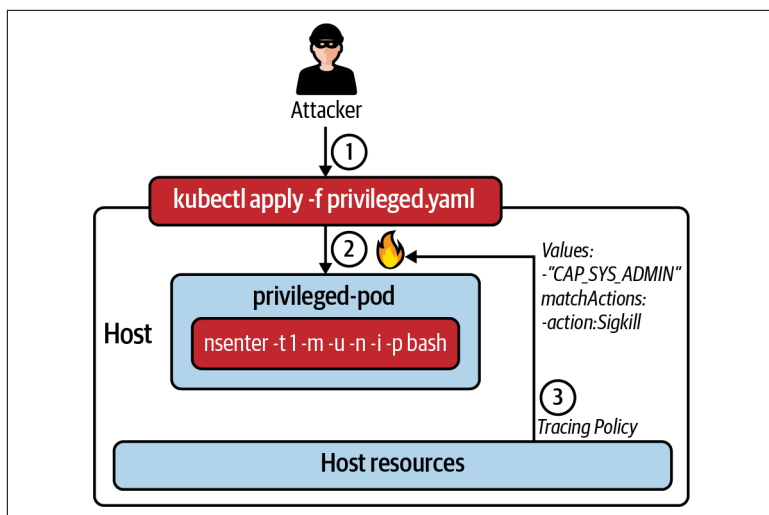 Attacker
1
kubectl apply -f privileged.yaml
2
Values:
-"CAP_SYS_ADMIN"
matchActions:
-action:Sigkill
privileged-pod
Host
nsenter -t 1 -m -u -n -i -p bash
3
Tracing Policy
Host resources